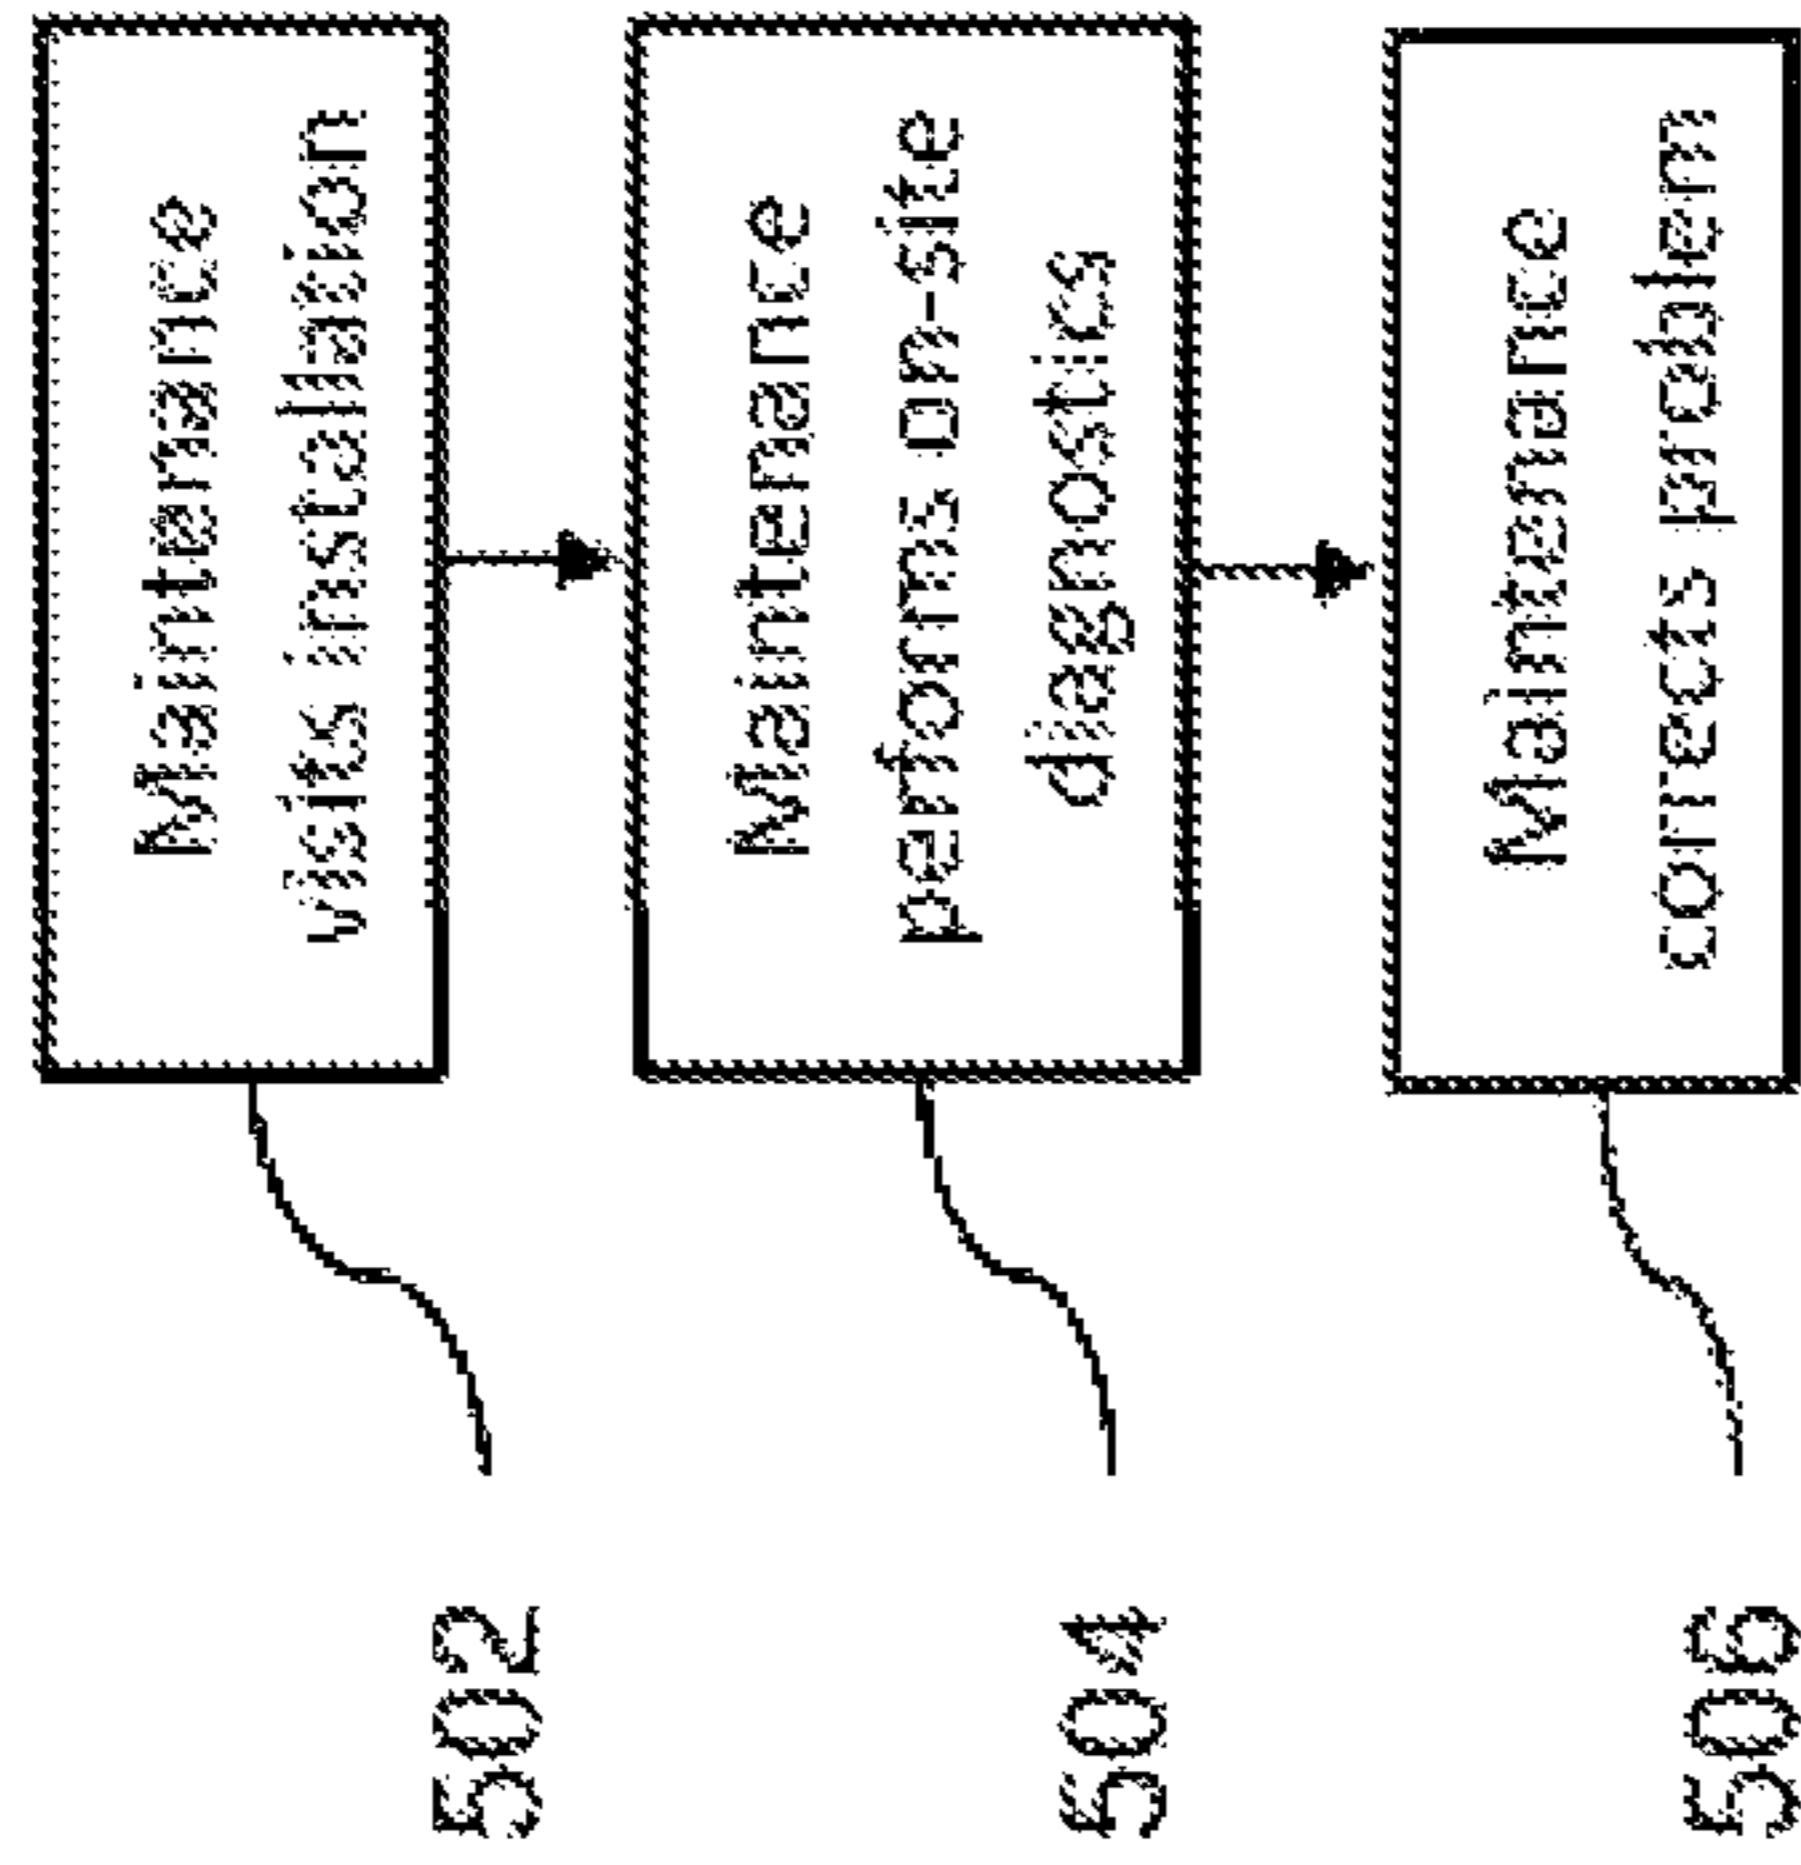 502
Maintenance
visits installation
504
Maintenance
performs on-site
diagnostics
506
Maintenance
corrects problem